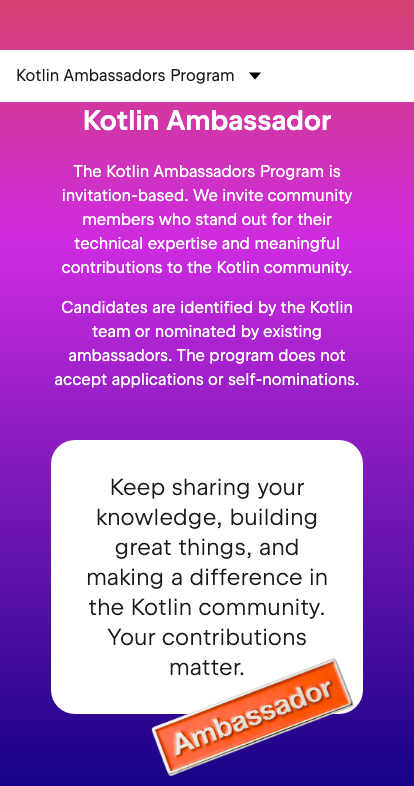 Kotlin Ambassadors Program
Kotlin Ambassador
The Kotlin Ambassadors Program is
invitation-based. We invite community
members who stand out for their
technical expertise and meaningful
contributions to the Kotlin community.
Candidates are identified by the Kotlin
team or nominated by existing
ambassadors. The program does not
accept applications or self-nominations.
Keep sharing your
knowledge, building
great things, and
making a difference in
the Kotlin community.
Your contributions
matter.
Ambassador